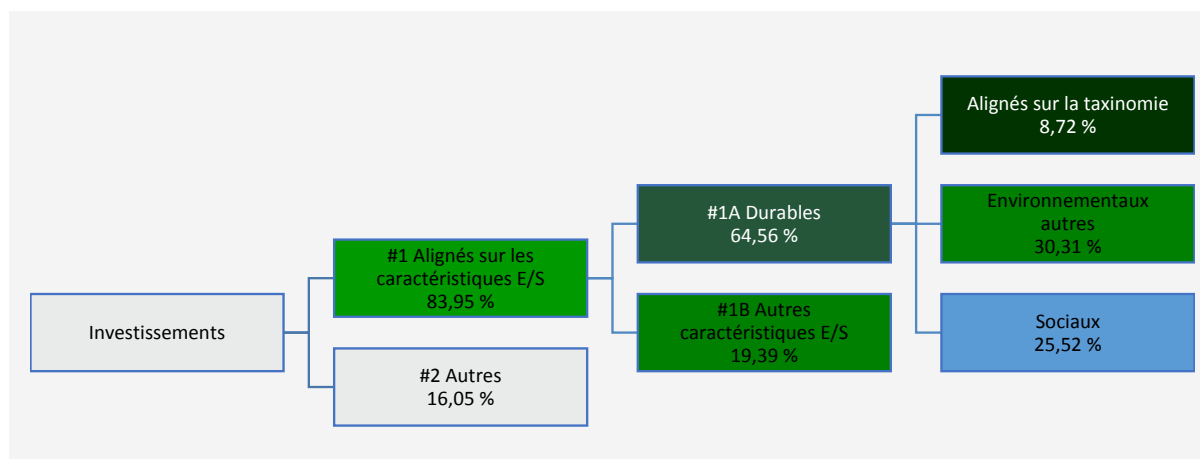 Investissements
#1 Alignés sur les
caractéristiques E/S
83,95 %
#2 Autres
16,05 %
#1A Durables
64,56 %
#1B Autres
caractéristiques E/S
19,39 %
Alignés sur la taxinomie
8,72 %
Environnementaux
autres
30,31 %
Sociaux
25,52 %